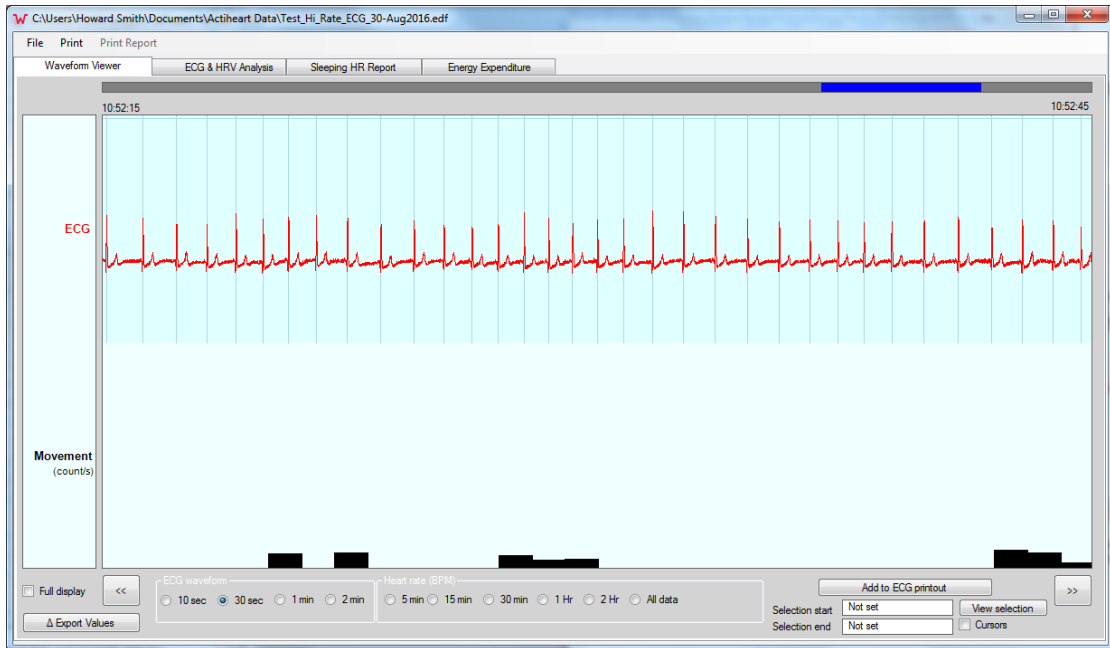 C:\Users\Howard Smith\Documents\Actiheart Data\Test_Hi_Rate_ECG_30-Aug2016.edf
File Print Print Report
Waveform Viewer ECG & HRV Analysis Sleeping HR Report Energy Expenditure
10:52:15 10:52:45
ECG
Movement
(count/s)
Full display << ECG waveform 10 sec 30 sec 1 min 2 min Heart rate (BPM) 5 min 15 min 30 min 1 Hr 2 Hr All data Add to ECG printout >>
Selection start Not set View selection
Δ Export Values Selection end Not set Cursors